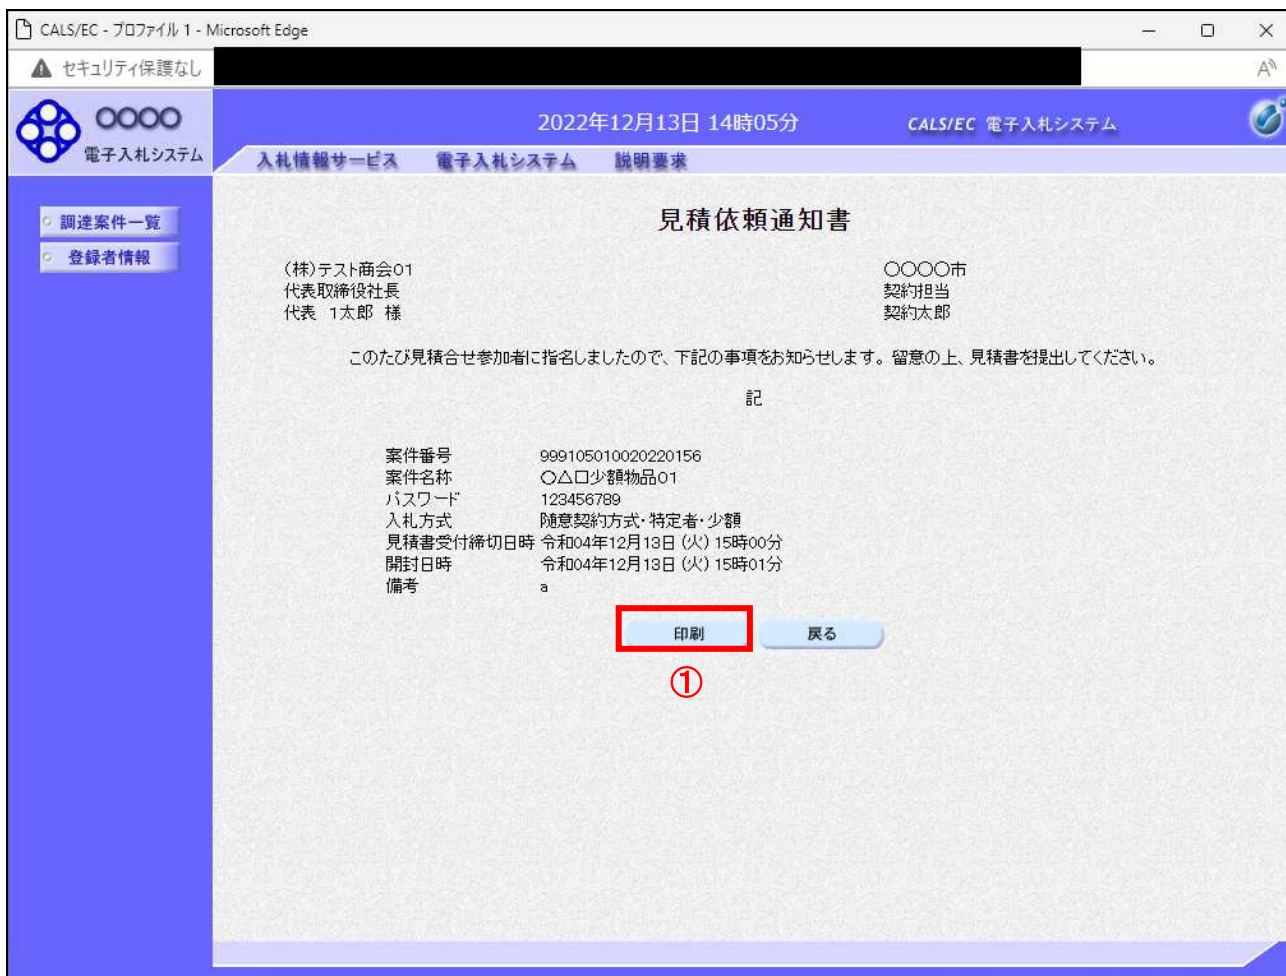 CALS/EC - プロファイル 1 - Microsoft Edge
セキュリティ保護なし
○○○○
電子入札システム
2022年12月13日 14時05分
CALS/EC 電子入札システム
入札情報サービス 電子入札システム 説明要求
調達案件一覧
登録者情報
見積依頼通知書
(株)テスト商会01
代表取締役社長
代表 1太郎 様
○○○○市
契約担当
契約太郎
このたび見積合せ参加者に指名しましたので、下記の事項をお知らせします。留意の上、見積書を提出してください。
記
案件番号 999105010020220156
案件名称 ○△口少額物品01
パスワード 123456789
入札方式 随意契約方式・特定者・少額
見積書受付締切日時 令和04年12月13日(火)15時00分
開封日時 令和04年12月13日(火)15時01分
備考 a
印刷 戻る
①